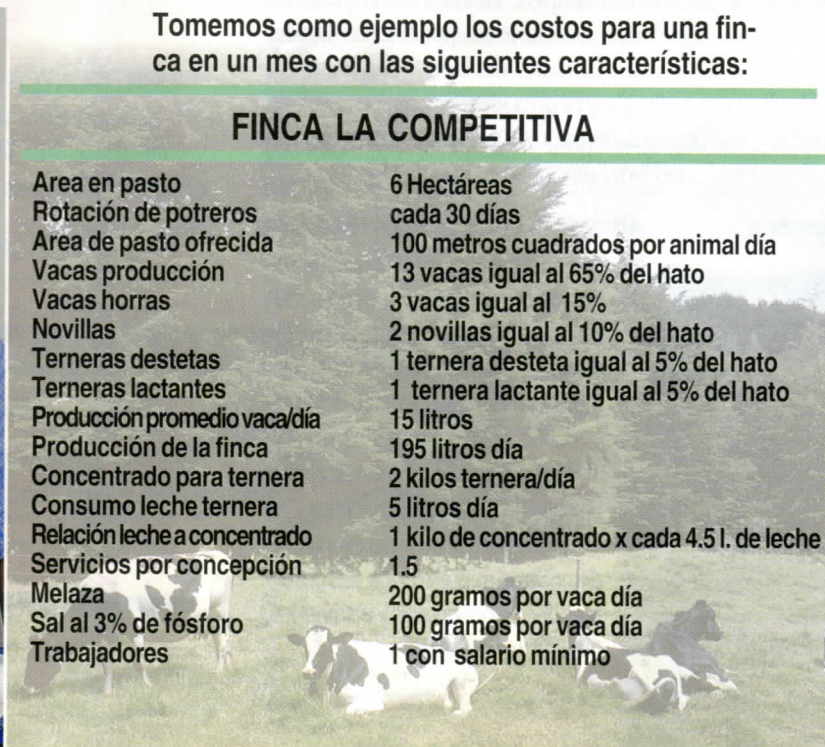 Tomemos como ejemplo los costos para una fin-
ca en un mes con las siguientes características:
FINCA LA COMPETITIVA
Area en pasto 6 Hectáreas
Rotación de potreros cada 30 días
Area de pasto ofrecida 100 metros cuadrados por animal día
Vacas producción 13 vacas igual al 65% del hato
Vacas horras 3 vacas igual al 15%
Novillas 2 novillas igual al 10% del hato
Terneras destetas 1 ternera desteta igual al 5% del hato
Terneras lactantes 1 ternera lactante igual al 5% del hato
Producción promedio vaca/día 15 litros
Producción de la finca 195 litros día
Concentrado para ternera 2 kilos ternera/día
Consumo leche ternera 5 litros día
Relación leche a concentrado 1 kilo de concentrado x cada 4.5 l. de leche
Servicios por concepción 1.5
Melaza 200 gramos por vaca día
Sal al 3% de fósforo 100 gramos por vaca día
Trabajadores 1 con salario mínimo